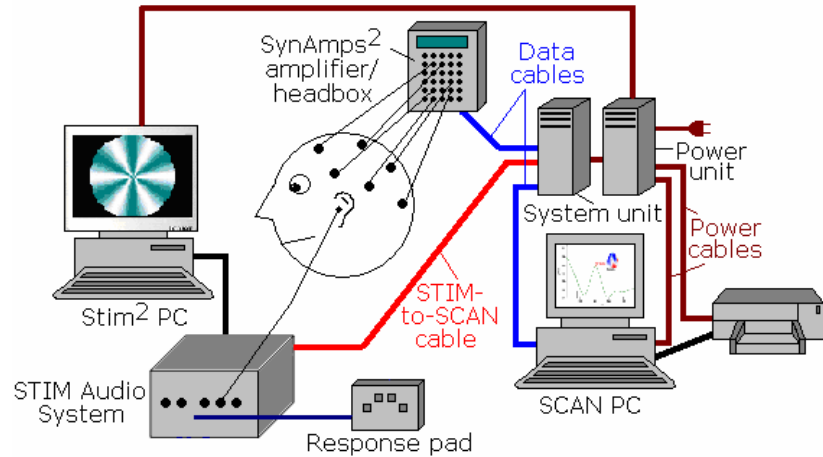 SynAmps²
amplifier/
headbox
Data
cables
Power
unit
System unit
Power
cables
Stim² PC
STIM-
to-SCAN
cable
STIM Audio
System
Response pad
SCAN PC